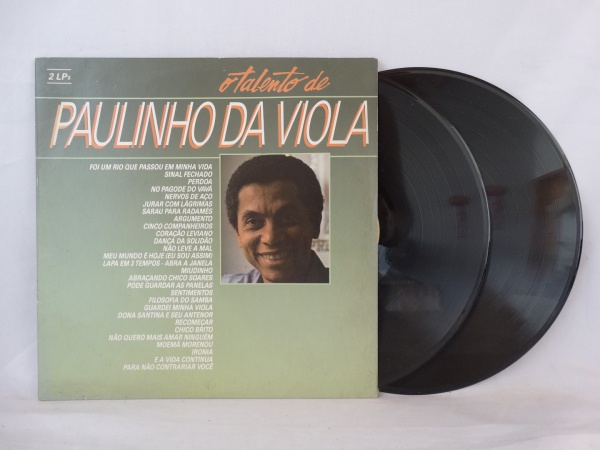 2 LPs
o talento de
PAULINHO DA VIOLA
FOI UM RIO QUE PASSOU EM MINHA VIDA
SINAL FECHADO
PERDOA
NO PAGODE DO VAVÁ
NERVOS DE AÇO
JURAR COM LÁGRIMAS
SARAU PARA RADAMÉS
ARGUMENTO
CINCO COMPANHEIROS
CORAÇÃO LEVIANO
DANÇA DA SOLIDÃO
NÃO LEVE A MAL
MEU MUNDO É HOJE (EU SOU ASSIM)
LAPA EM 3 TEMPOS - ABRA A JANELA
MIUDINHO
ABRAÇANDO CHICO SOARES
PODE GUARDAR AS PANELAS
SENTIMENTOS
FILOSOFIA DO SAMBA
GUARDEI MINHA VIOLA
DONA SANTINA E SEU ANTENOR
RECOMEÇAR
CHICO BRITO
NÃO QUERO MAIS AMAR NINGUÉM
MOEMA MORENOU
IRONIA
E A VIDA CONTINUA
PARA NÃO CONTRARIAR VOCÊ